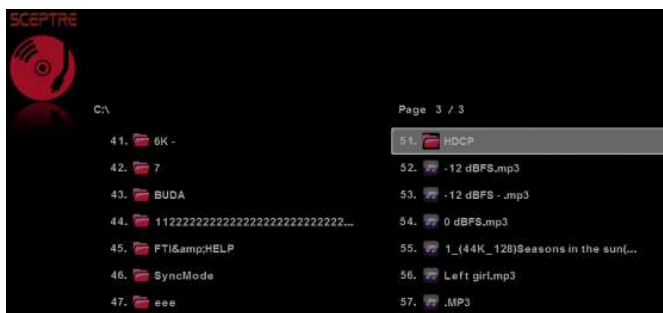 SCEPTRE
C:\
Page 3 / 3
41. 6K -
42. 7
43. BUDA
44. 1122222222222222222222222222...
45. FTI&amp;HELP
46. SyncMode
47. eee
51. HDCP
52. -12 dBFS.mp3
53. -12 dBFS - .mp3
54. 0 dBFS.mp3
55. 1_(44K_128)Seasons in the sun(...
56. Left girl.mp3
57. .MP3